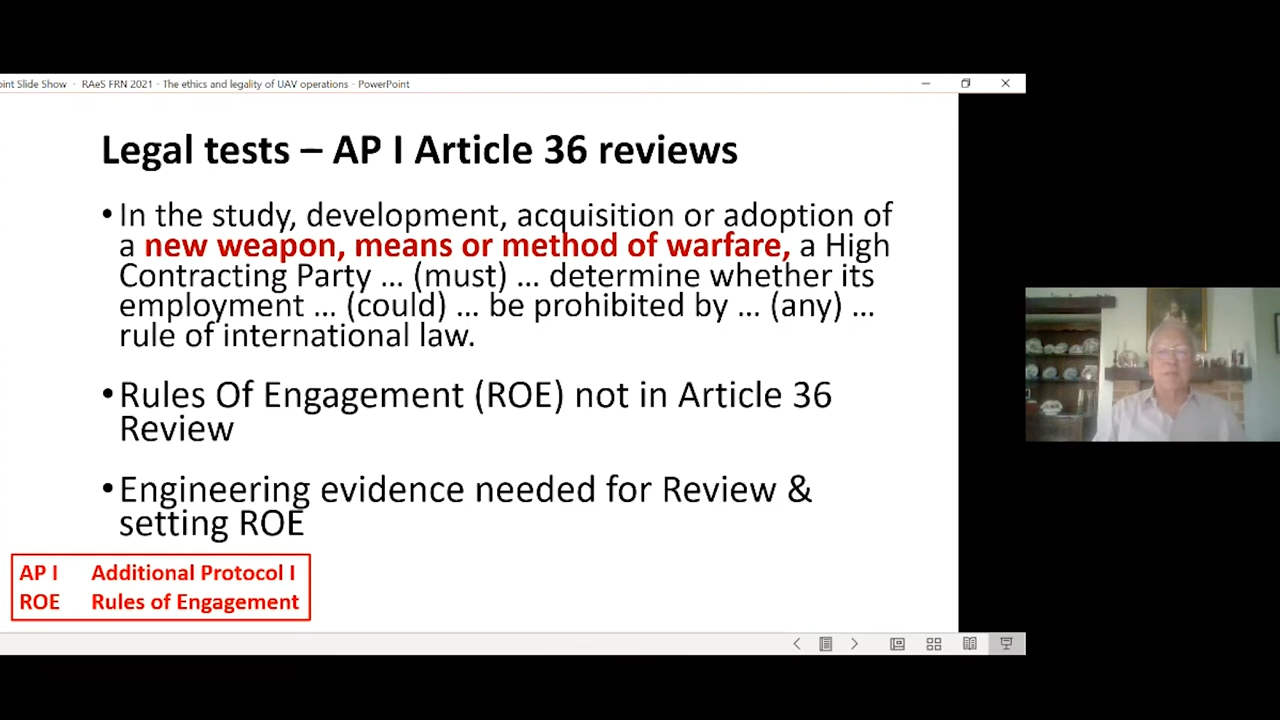 oint Slide Show - RAeS FRN 2021 - The ethics and legality of UAV operations - PowerPoint
Legal tests – AP I Article 36 reviews
• In the study, development, acquisition or adoption of
a new weapon, means or method of warfare, a High
Contracting Party ... (must) ... determine whether its
employment ... (could) ... be prohibited by ... (any) ...
rule of international law.
• Rules Of Engagement (ROE) not in Article 36
Review
• Engineering evidence needed for Review &
setting ROE
AP I Additional Protocol I
ROE Rules of Engagement